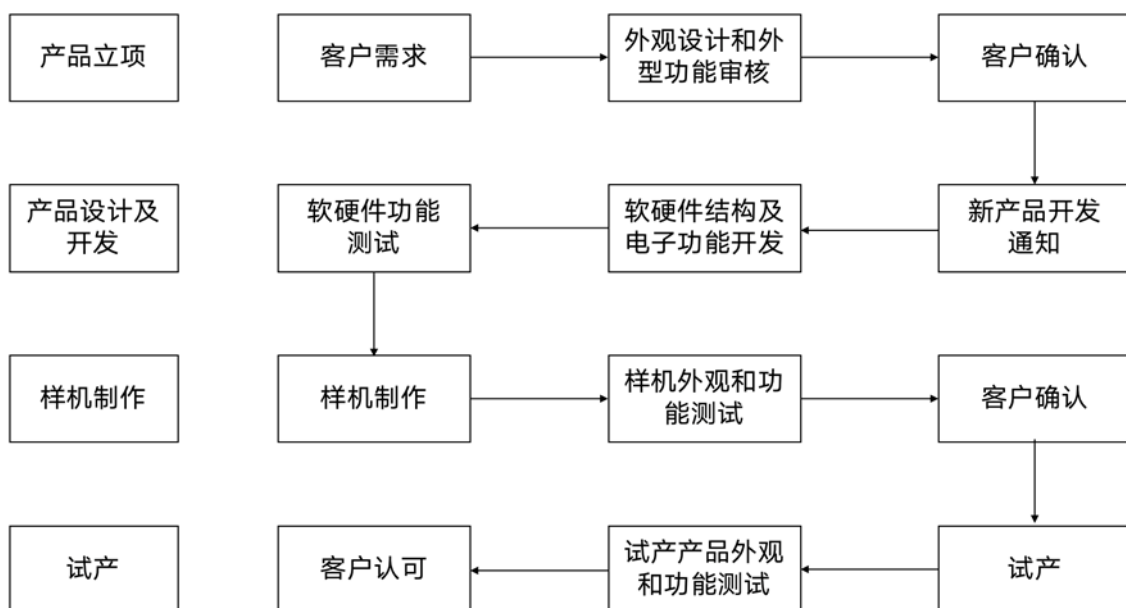 产品立项
客户需求
外观设计和外
型功能审核
客户确认
产品设计及
开发
软硬件功能
测试
软硬件结构及
电子功能开发
新产品开发
通知
样机制作
样机制作
样机外观和功
能测试
客户确认
试产
客户认可
试产产品外观
和功能测试
试产